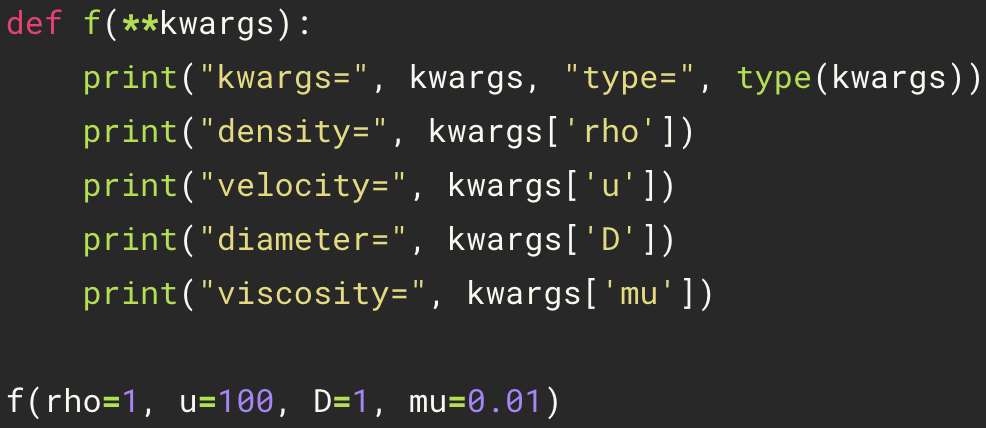 def f(**kwargs):
    print("kwargs=", kwargs, "type=", type(kwargs))
    print("density=", kwargs['rho'])
    print("velocity=", kwargs['u'])
    print("diameter=", kwargs['D'])
    print("viscosity=", kwargs['mu'])

f(rho=1, u=100, D=1, mu=0.01)